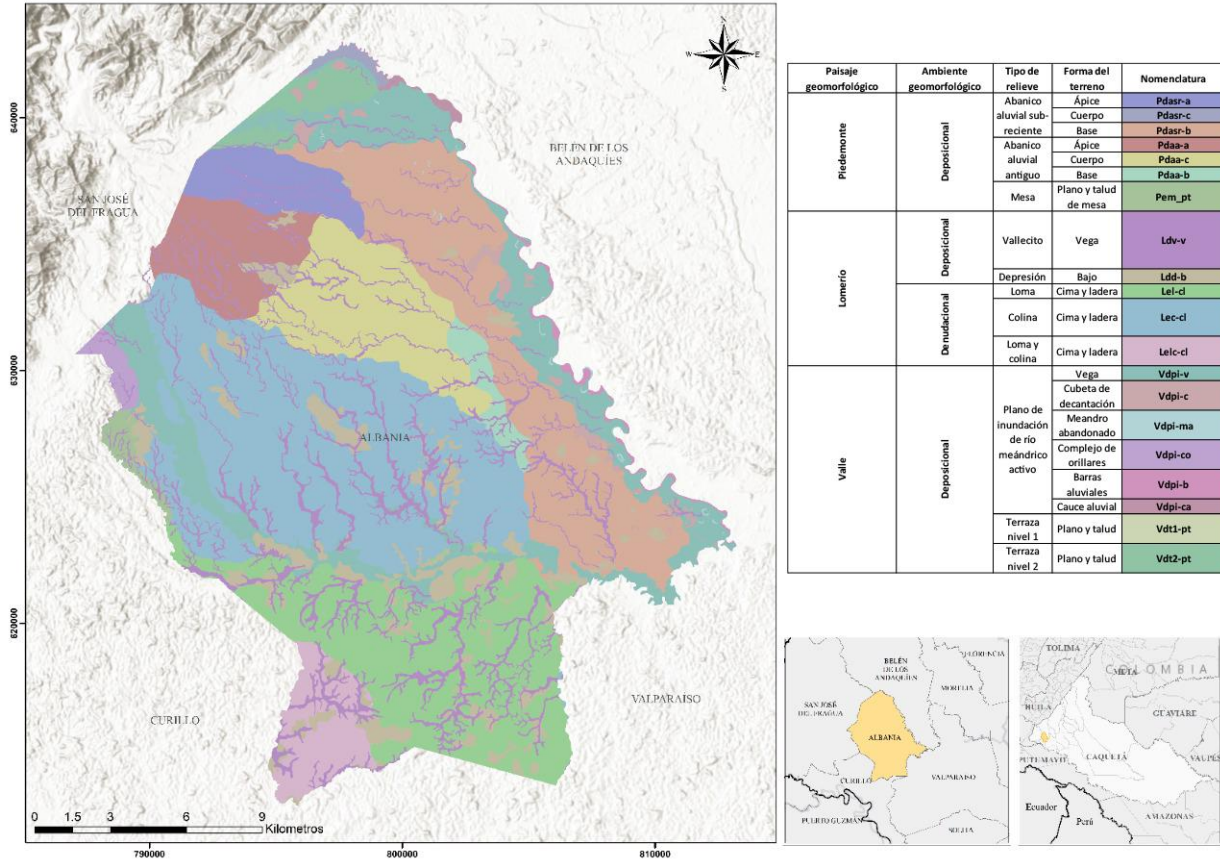 N
W
E
S
640000
630000
620000
790000
800000
810000
BELÉN DE LOS
ANDAQUÍES
SAN JOSÉ
DEL FRAGUA
ALBANIA
CURILLO
VALPARAISO
0 1.5 3 6 9
Kilometros
Paisaje geomorfológico Ambiente geomorfológico Tipo de relieve Forma del terreno Nomenclatura
Piedemonte
Depositional
Abanico
aluvial sub-
reciente
Ápice Pdasr-a
Cuerpo Pdasr-c
Base Pdasr-b
Abanico
aluvial
antiguo
Ápice Pdaa-a
Cuerpo Pdaa-c
Base Pdaa-b
Mesa
Plano y talud
de mesa
Pem_pt
Lomerío
Deposicional
Vallecito Vega Ldv-v
Depresión Bajo Ldd-b
Denudacional
Loma Cima y ladera Lel-cl
Colina Cima y ladera Lec-cl
Loma y
colina
Cima y ladera Lelc-cl
Valle
Deposicional
Plano de
inundación
de río
meándrico
activo
Vega Vdpi-v
Cubeta de
decantación
Vdpi-c
Meandro
abandonado
Vdpi-ma
Complejo de
orillares
Vdpi-co
Barras
aluviales
Vdpi-b
Cauce aluvial Vdpi-ca
Terraza
nivel 1
Plano y talud Vdt1-pt
Terraza
nivel 2
Plano y talud Vdt2-pt
FLORENCIA
BELÉN
DE LOS
ANDAQUÍES
MORELIA
SAN JOSÉ
DEL FRAGUA
ALBANIA
VALPARAISO
CURILLO
PUERTO GUZMÁN
SOLITA
TOLIMA
COLOMBIA
META
HUILA
GUAVIARE
CAQUETÁ
VAUPÉS
PUTUMAYO
Ecuador
Perú
AMAZONAS